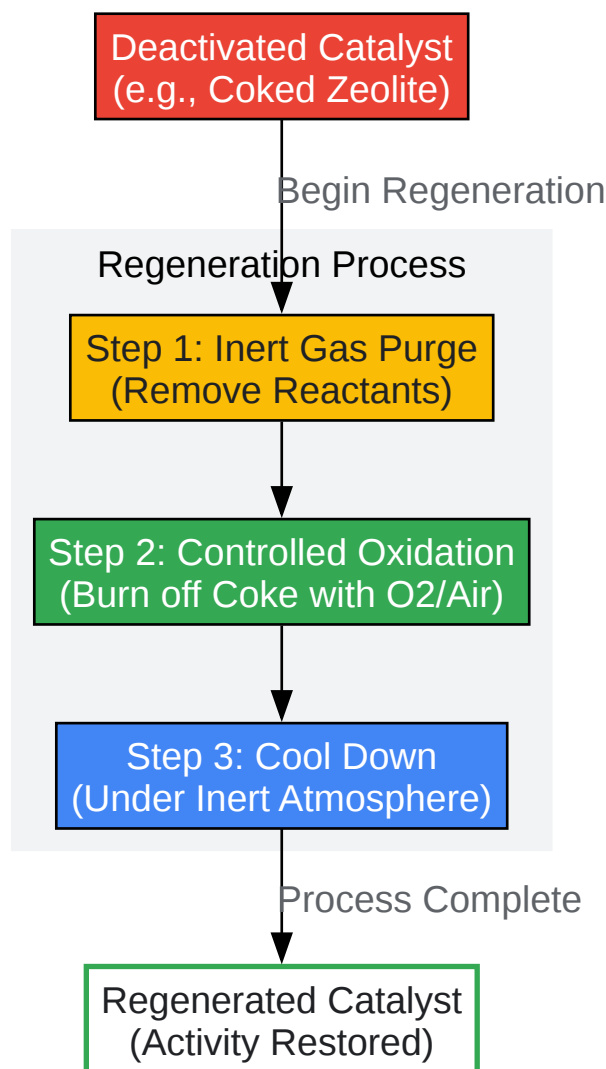 Deactivated Catalyst
(e.g., Coked Zeolite)
Begin Regeneration
Regeneration Process
Step 1: Inert Gas Purge
(Remove Reactants)
Step 2: Controlled Oxidation
(Burn off Coke with O2/Air)
Step 3: Cool Down
(Under Inert Atmosphere)
Process Complete
Regenerated Catalyst
(Activity Restored)